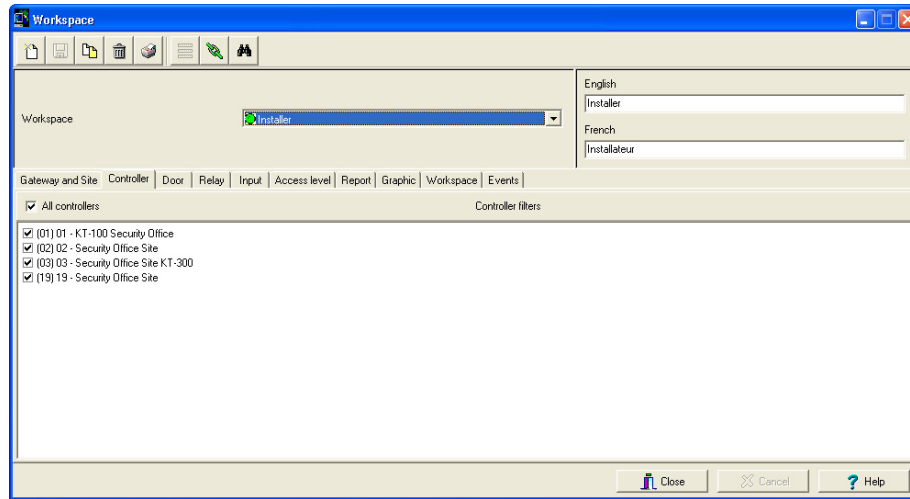 Workspace
English
Installer
Workspace
Installer
French
Installateur
Gateway and Site Controller Door Relay Input Access level Report Graphic Workspace Events
All controllers Controller filters
(01) 01 - KT-100 Security Office
(02) 02 - Security Office Site
(03) 03 - Security Office Site KT-300
(19) 19 - Security Office Site
Close Cancel ? Help